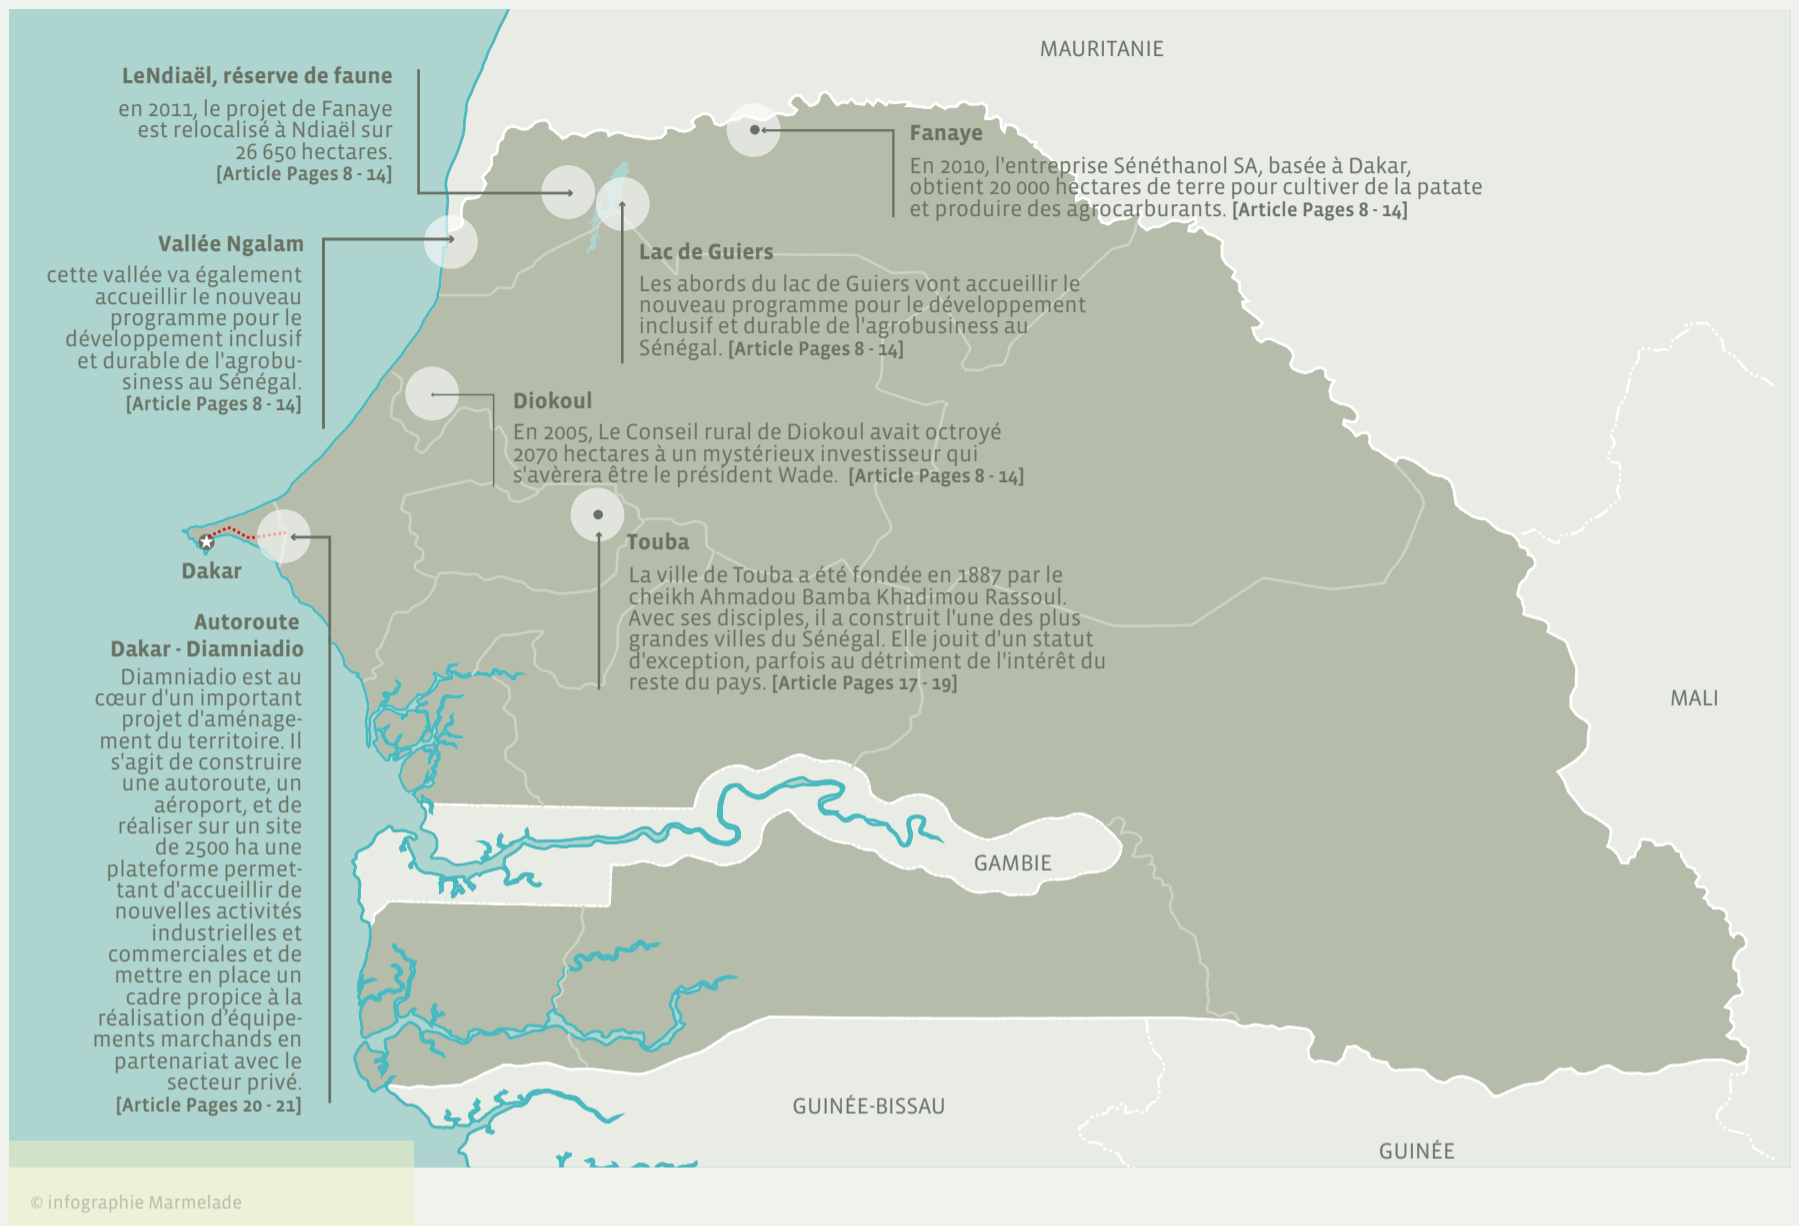 MAURITANIE
LeNdiaël, réserve de faune
en 2011, le projet de Fanaye
est relocalisé à Ndiaël sur
26 650 hectares.
[Article Pages 8 - 14]
Fanaye
En 2010, l'entreprise Sénéthanol SA, basée à Dakar,
obtient 20 000 hectares de terre pour cultiver de la patate
et produire des agrocarburants. [Article Pages 8 - 14]
Vallée Ngalam
cette vallée va également
accueillir le nouveau
programme pour le
développement inclusif
et durable de l'agrobu-
siness au Sénégal.
[Article Pages 8 - 14]
Lac de Guiers
Les abords du lac de Guiers vont accueillir le
nouveau programme pour le développement
inclusif et durable de l'agrobusiness au
Sénégal. [Article Pages 8 - 14]
Diokoul
En 2005, Le Conseil rural de Diokoul avait octroyé
2070 hectares à un mystérieux investisseur qui
s'avèrera être le président Wade. [Article Pages 8 - 14]
Touba
La ville de Touba a été fondée en 1887 par le
cheikh Ahmadou Bamba Khadimou Rassoul.
Avec ses disciples, il a construit l'une des plus
grandes villes du Sénégal. Elle jouit d'un statut
d'exception, parfois au détriment de l'intérêt du
reste du pays. [Article Pages 17 - 19]
Dakar
Autoroute
Dakar - Diamniadio
Diamniadio est au
cœur d'un important
projet d'aménage-
ment du territoire. Il
s'agit de construire
une autoroute, un
aéroport, et de
réaliser sur un site
de 2500 ha une
plateforme permet-
tant d'accueillir de
nouvelles activités
industrielles et
commerciales et de
mettre en place un
cadre propice à la
réalisation d'équipe-
ments marchands en
partenariat avec le
secteur privé.
[Article Pages 20 - 21]
MALI
GAMBIE
GUINÉE-BISSAU
GUINÉE
© infographie Marmelade